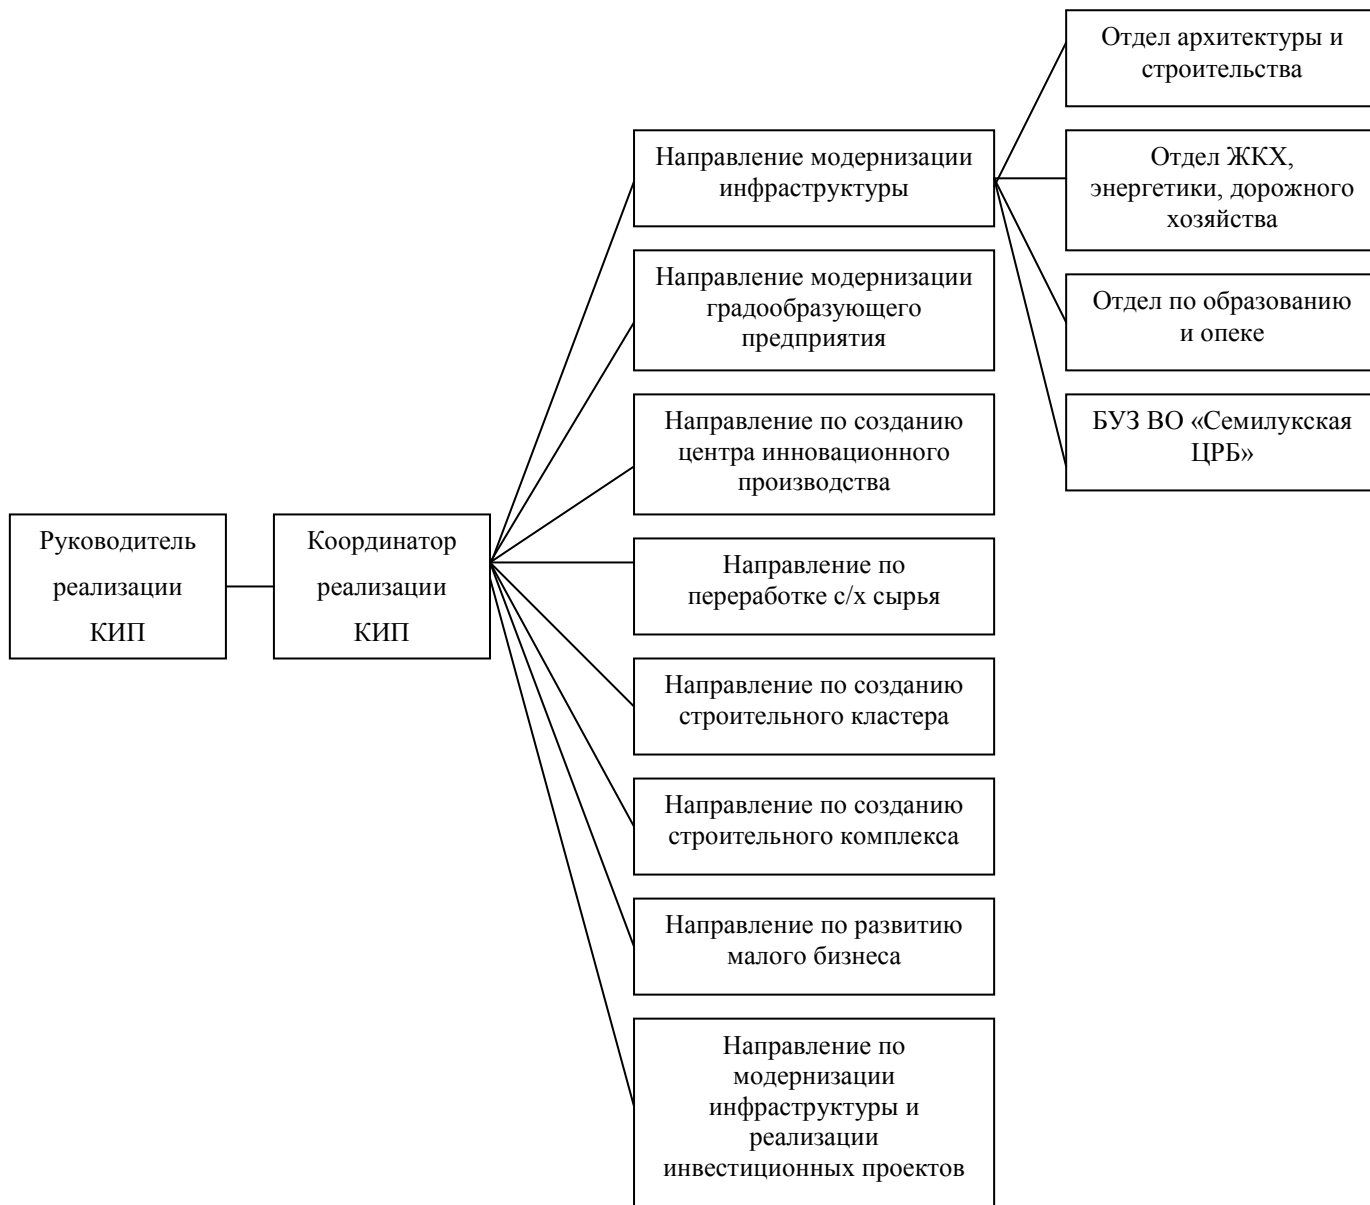 Руководитель
реализации
КИП
Координатор
реализации
КИП
Направление модернизации
инфраструктуры
Направление модернизации
градообразующего
предприятия
Направление по созданию
центра инновационного
производства
Направление по
переработке с/х сырья
Направление по созданию
строительного кластера
Направление по созданию
строительного комплекса
Направление по развитию
малого бизнеса
Направление по
модернизации
инфраструктуры и
реализации
инвестиционных проектов
Отдел архитектуры и
строительства
Отдел ЖКХ,
энергетики, дорожного
хозяйства
Отдел по образованию
и опеке
БУЗ ВО «Семилукская
ЦРБ»